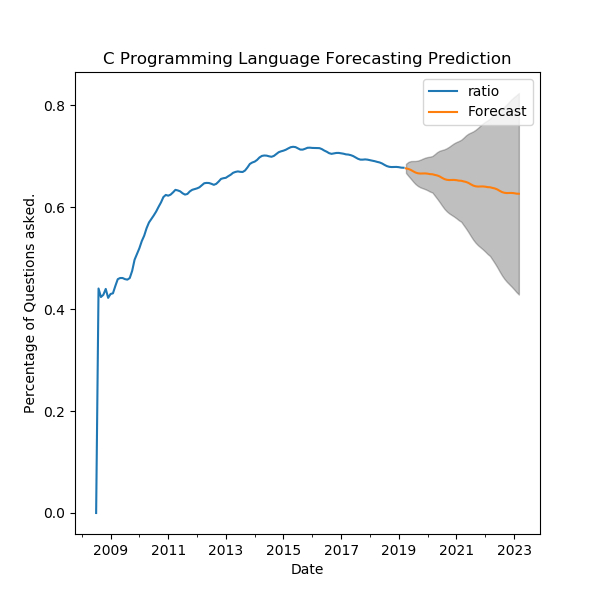 C Programming Language Forecasting Prediction
ratio
Forecast
Percentage of Questions asked.
0.8
0.6
0.4
0.2
0.0
2009 2011 2013 2015 2017 2019 2021 2023
Date